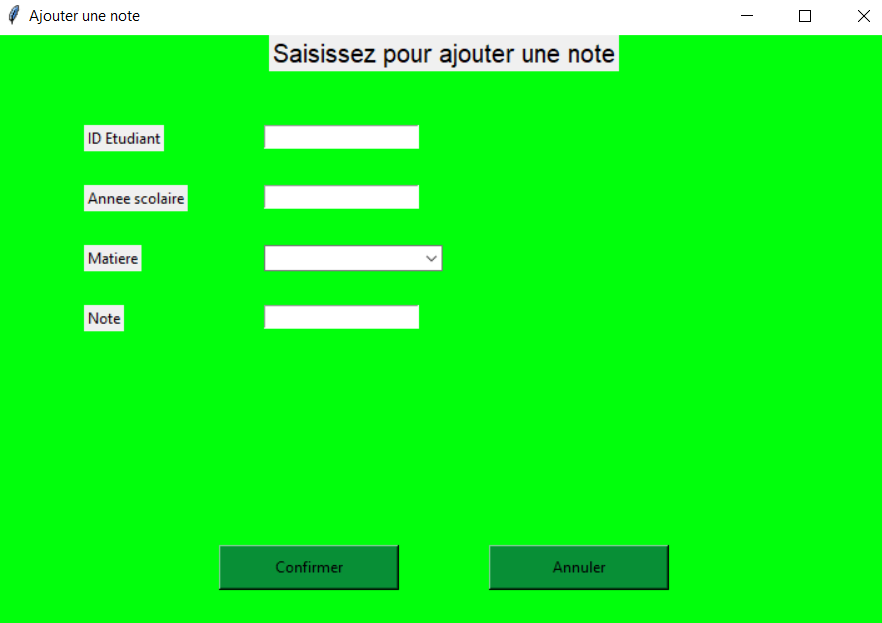 Ajouter une note
Saisissez pour ajouter une note
ID Etudiant
Annee scolaire
Matiere
Note
Confirmer
Annuler